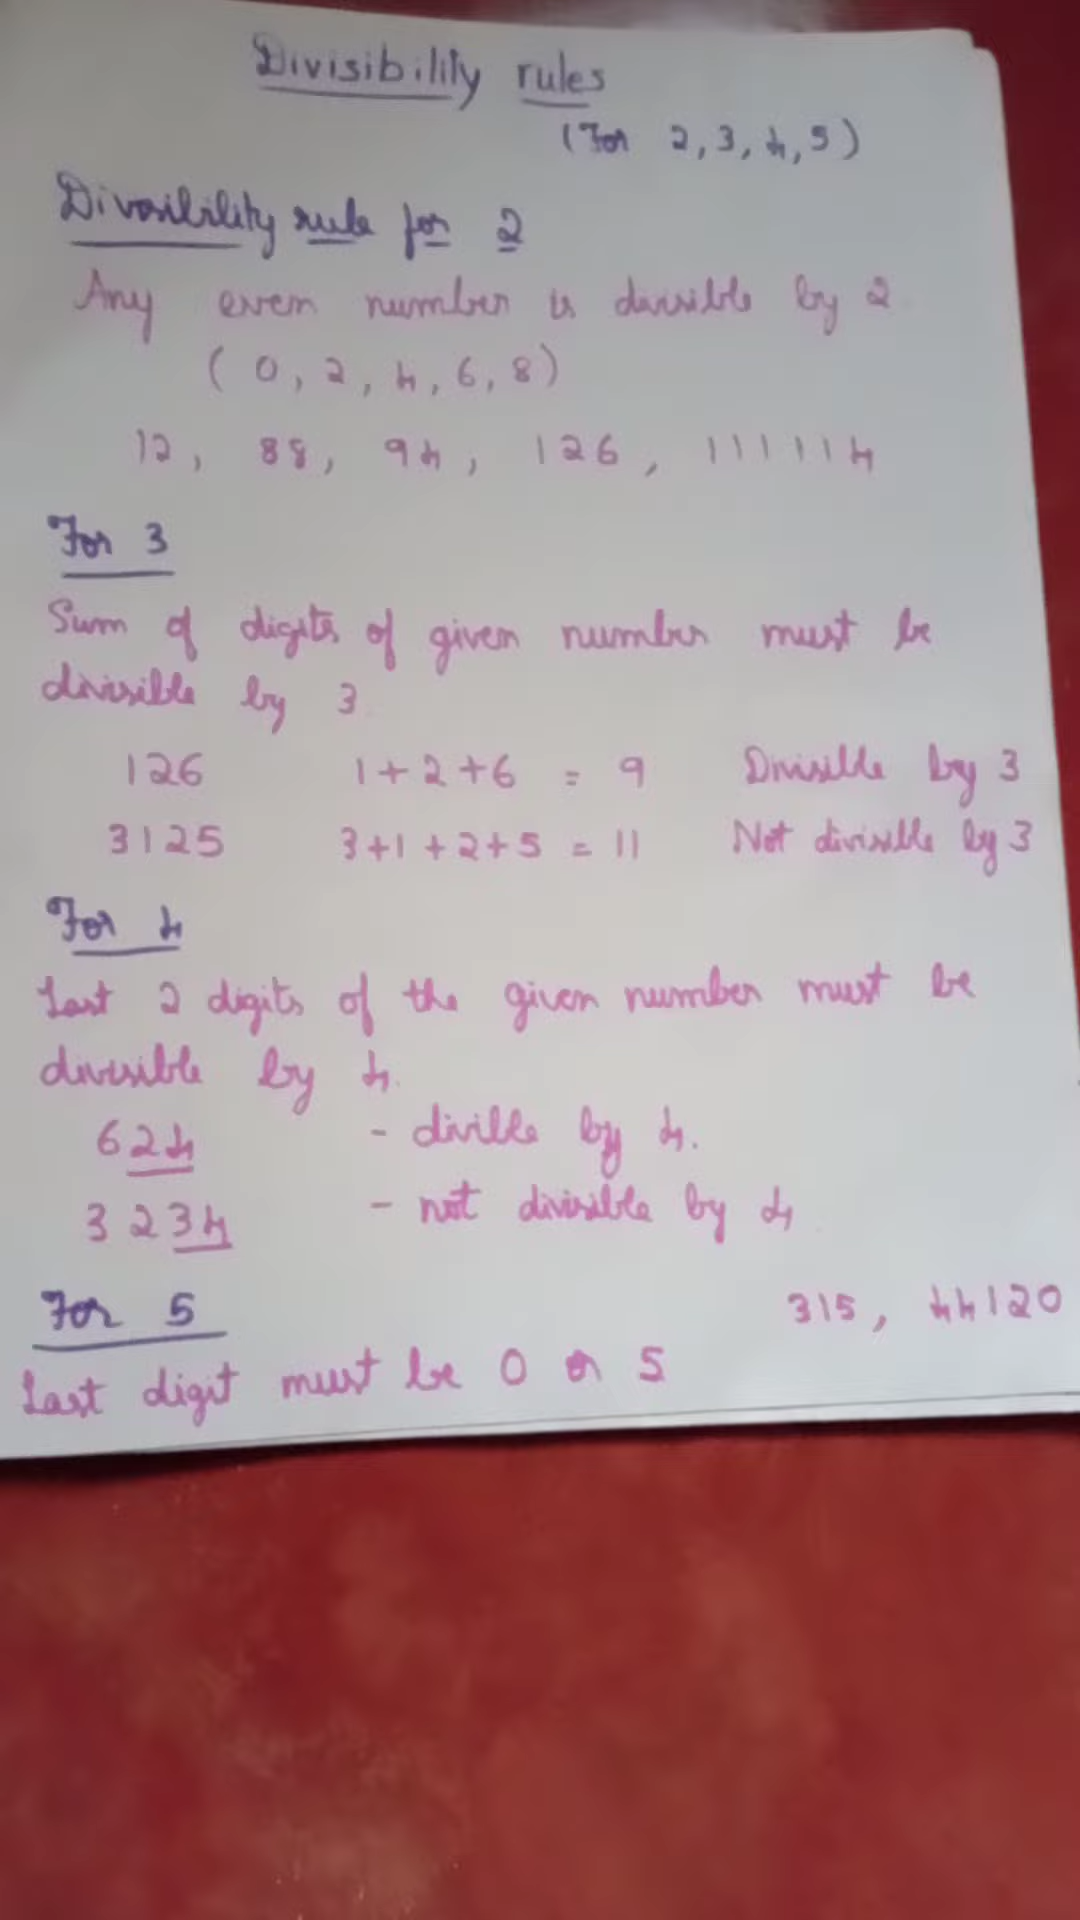 Divisibility rules
(For 2, 3, 4, 5)
Divisibility rule for 2
Any even number is divisible by 2
( 0, 2, 4, 6, 8)
12, 88, 94, 126, 111114
For 3
Sum of digits of given number must be
divisible by 3
126 1+2+6 = 9 Divisible by 3
3125 3+1+2+5 = 11 Not divisible by 3
For 4
Last 2 digits of the given number must be
divisible by 4.
624 - divilble by 4.
3234 - not divisible by 4
For 5 315, 44120
Last digit must be 0 or 5